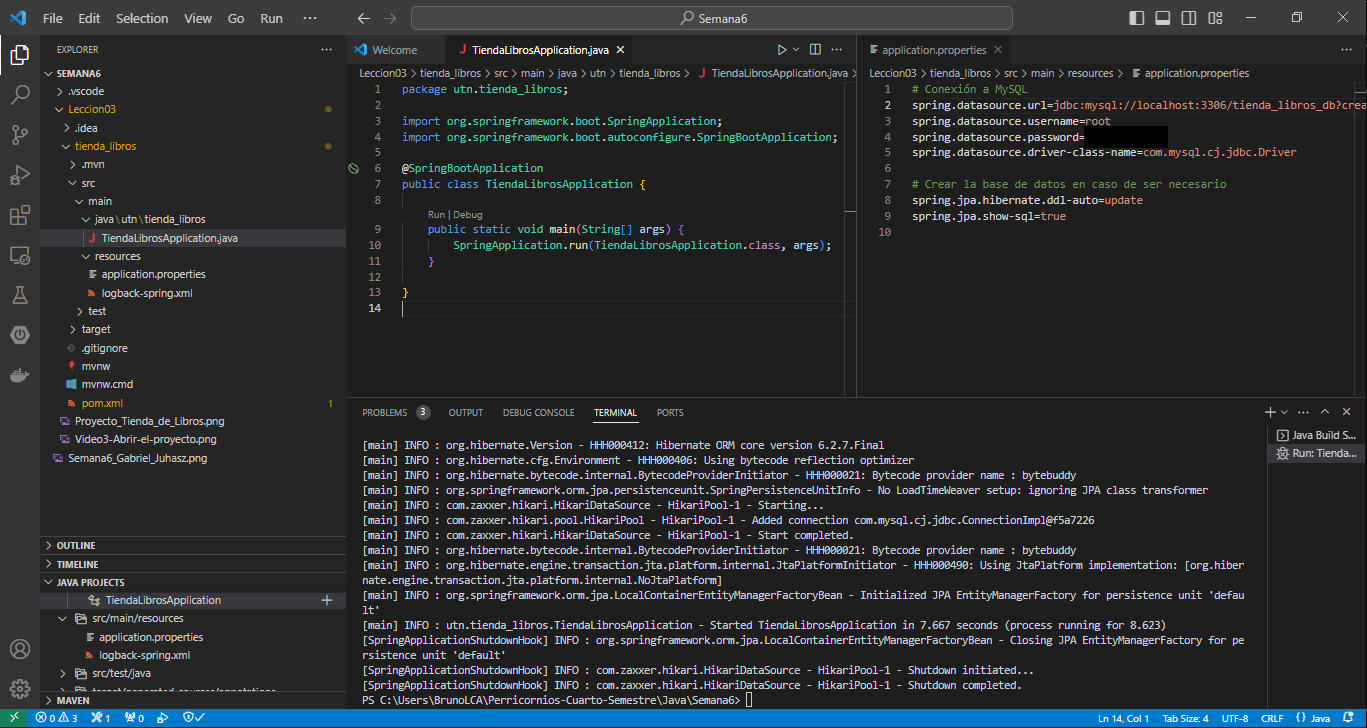 File Edit Selection View Go Run ··· Semana6
EXPLORER
SEMANA6
.vscode
Leccion03
.idea
tienda_libros
.mvn
src
main
java\utn\tienda_libros
TiendaLibrosApplication.java
resources
application.properties
logback-spring.xml
test
target
.gitignore
mvnw
mvnw.cmd
pom.xml 1
Proyecto_Tienda_de_Libros.png
Video3-Abrir-el-proyecto.png
Semana6_Gabriel_Juhasz.png
OUTLINE
TIMELINE
JAVA PROJECTS
TiendaLibrosApplication
src/main/resources
application.properties
logback-spring.xml
src/test/java
target/generated-sources/annotations
MAVEN
Welcome TiendaLibrosApplication.java
Leccion03 > tienda_libros > src > main > java > utn > tienda_libros > TiendaLibrosApplication.java >
1 package utn.tienda_libros;
2
3 import org.springframework.boot.SpringApplication;
4 import org.springframework.boot.autoconfigure.SpringBootApplication;
5
6 @SpringBootApplication
7 public class TiendaLibrosApplication {
8
Run | Debug
9 public static void main(String[] args) {
10 SpringApplication.run(TiendaLibrosApplication.class, args);
11 }
12
13 }
14
application.properties
Leccion03 > tienda_libros > src > main > resources > application.properties
1 # Conexión a MySQL
2 spring.datasource.url=jdbc:mysql://localhost:3306/tienda_libros_db?crea
3 spring.datasource.username=root
4 spring.datasource.password=
5 spring.datasource.driver-class-name=com.mysql.cj.jdbc.Driver
6
7 # Crear la base de datos en caso de ser necesario
8 spring.jpa.hibernate.ddl-auto=update
9 spring.jpa.show-sql=true
10
PROBLEMS 3 OUTPUT DEBUG CONSOLE TERMINAL PORTS
[main] INFO : org.hibernate.Version - HHH000412: Hibernate ORM core version 6.2.7.Final
[main] INFO : org.hibernate.cfg.Environment - HHH000406: Using bytecode reflection optimizer
[main] INFO : org.hibernate.bytecode.internal.BytecodeProviderInitiator - HHH000021: Bytecode provider name : bytebuddy
[main] INFO : org.springframework.orm.jpa.persistenceunit.SpringPersistenceUnitInfo - No LoadTimeWeaver setup: ignoring JPA class transformer
[main] INFO : com.zaxxer.hikari.HikariDataSource - HikariPool-1 - Starting...
[main] INFO : com.zaxxer.hikari.pool.HikariPool - HikariPool-1 - Added connection com.mysql.cj.jdbc.ConnectionImpl@f5a7226
[main] INFO : com.zaxxer.hikari.HikariDataSource - HikariPool-1 - Start completed.
[main] INFO : org.hibernate.bytecode.internal.BytecodeProviderInitiator - HHH000021: Bytecode provider name : bytebuddy
[main] INFO : org.hibernate.engine.transaction.jta.platform.internal.JtaPlatformInitiator - HHH000490: Using JtaPlatform implementation: [org.hiber
nate.engine.transaction.jta.platform.internal.NoJtaPlatform]
[main] INFO : org.springframework.orm.jpa.LocalContainerEntityManagerFactoryBean - Initialized JPA EntityManagerFactory for persistence unit 'defau
lt'
[main] INFO : utn.tienda_libros.TiendaLibrosApplication - Started TiendaLibrosApplication in 7.667 seconds (process running for 8.623)
[SpringApplicationShutdownHook] INFO : org.springframework.orm.jpa.LocalContainerEntityManagerFactoryBean - Closing JPA EntityManagerFactory for pe
rsistence unit 'default'
[SpringApplicationShutdownHook] INFO : com.zaxxer.hikari.HikariDataSource - HikariPool-1 - Shutdown initiated...
[SpringApplicationShutdownHook] INFO : com.zaxxer.hikari.HikariDataSource - HikariPool-1 - Shutdown completed.
PS C:\Users\BrunoLCA\Perricornios-Cuarto-Semestre\Java\Semana6>
Java Build S...
Run: Tienda...
0 3 1 0 Ln 14, Col 1 Tab Size: 4 UTF-8 CRLF {} Java